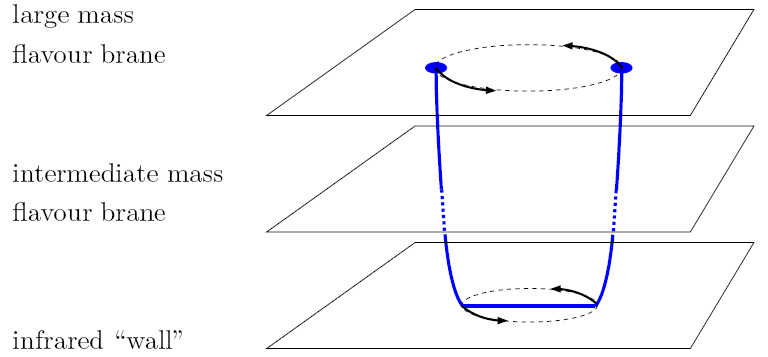 large mass
flavour brane
intermediate mass
flavour brane
infrared “wall”